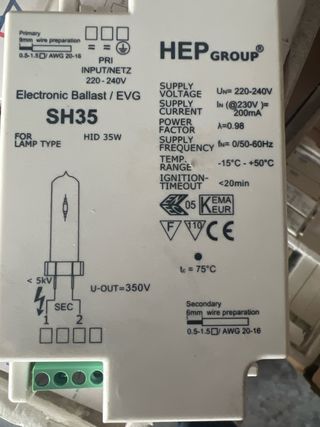 Primary
9mm wire preparation
0.5-1.5□/ AWG 20-16
PRI
INPUT/NETZ
220-240V
Electronic Ballast / EVG
SH35
FOR
LAMP TYPE
HID 35W
< 5kV
SEC
1 2
U-OUT=350V
HEP GROUP®
SUPPLY VOLTAGE UN= 220-240V
SUPPLY CURRENT IN (@230V )= 200mA
POWER FACTOR λ=0.98
SUPPLY FREQUENCY fN= 0/50-60Hz
TEMP. RANGE -15°C - +50°C
IGNITION-TIMEOUT <20min
05 KEMA EUR
F 110 CE
tc = 75°C
Secondary
6mm wire preparation
0.5-1.5□/ AWG 20-16